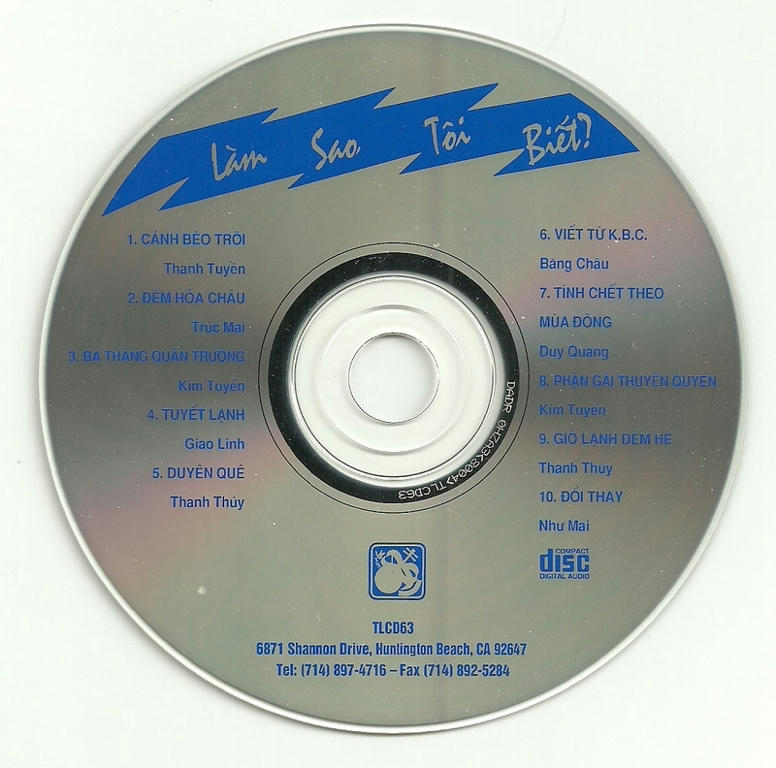 Làm Sao Tôi Biết?
1. CÁNH BÈO TRÔI
Thanh Tuyền
2. ĐÊM HỎA CHÂU
Trúc Mai
3. BA THÁNG QUÂN TRƯỜNG
Kim Tuyến
4. TUYẾT LẠNH
Giao Linh
5. DUYÊN QUÊ
Thanh Thúy
6. VIẾT TỪ K.B.C.
Băng Châu
7. TÌNH CHẾT THEO
MÙA ĐÔNG
Duy Quang
8. PHẬN GÁI THUYỀN QUYÊN
Kim Tuyến
9. GIÓ LẠNH ĐÊM HÈ
Thanh Thúy
10. ĐỔI THAY
Như Mai
COMPACT
disc
DIGITAL AUDIO
DADR 0HZA3<8004>TLCD63
TLCD63
6871 Shannon Drive, Huntington Beach, CA 92647
Tel: (714) 897-4716 – Fax (714) 892-5284